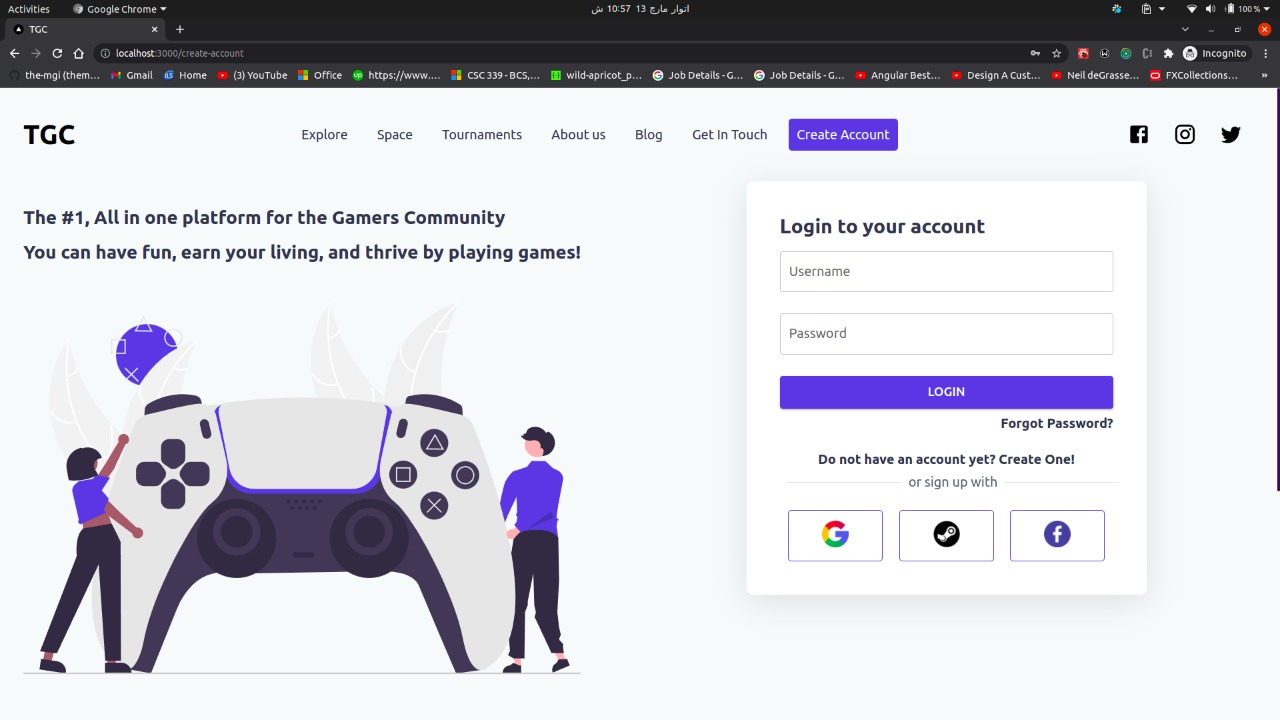 Activities Google Chrome اتوار مارچ 13 10:57 ش 100 %
TGC
localhost:3000/create-account Incognito
the-mgi (them… Gmail Home (3) YouTube Office https://www.… CSC 339 - BCS,… wild-apricot_p… Job Details - G… Job Details - G… Angular Best… Design A Cust… Neil deGrasse… FXCollections… »
TGC Explore Space Tournaments About us Blog Get In Touch Create Account
The #1, All in one platform for the Gamers Community
You can have fun, earn your living, and thrive by playing games!
Login to your account
Username
Password
LOGIN
Forgot Password?
Do not have an account yet? Create One!
or sign up with